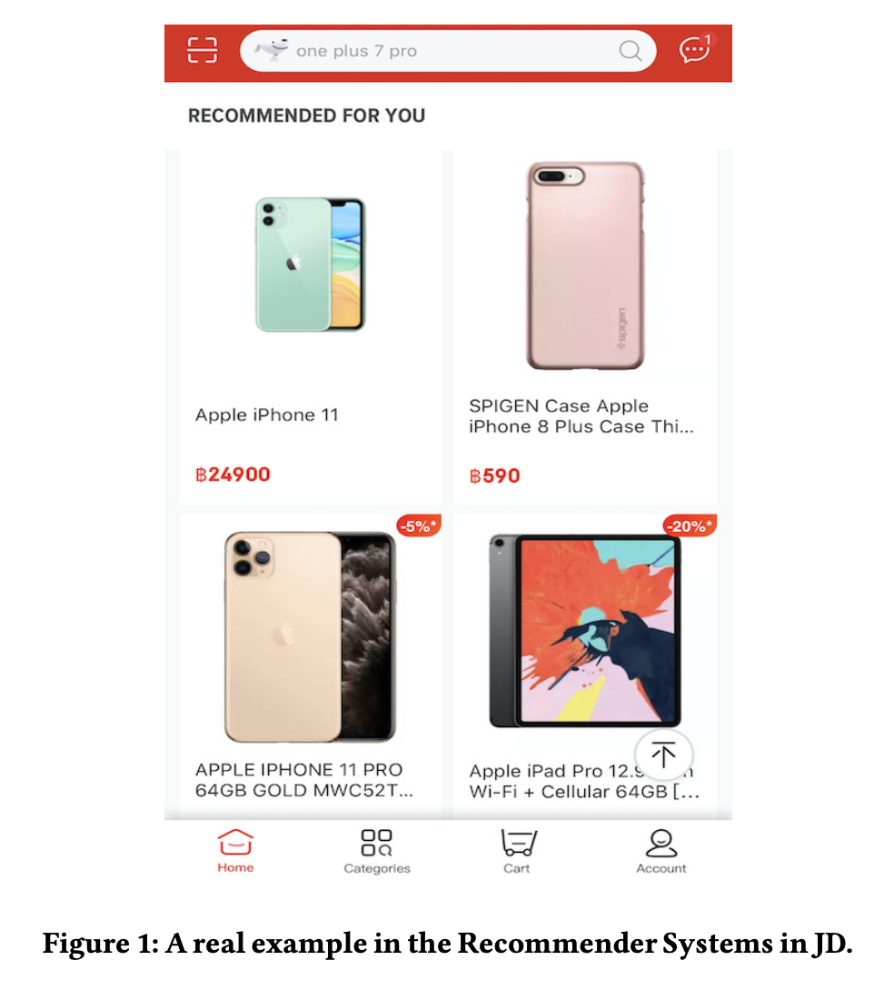 one plus 7 pro
1
RECOMMENDED FOR YOU
spigen
Apple iPhone 11
SPIGEN Case Apple
iPhone 8 Plus Case Thi...
฿24900
฿590
-5%*
-20%*
APPLE IPHONE 11 PRO
64GB GOLD MWC52T...
Apple iPad Pro 12.9
Wi-Fi + Cellular 64GB [...
Home
Categories
Cart
Account
Figure 1: A real example in the Recommender Systems in JD.